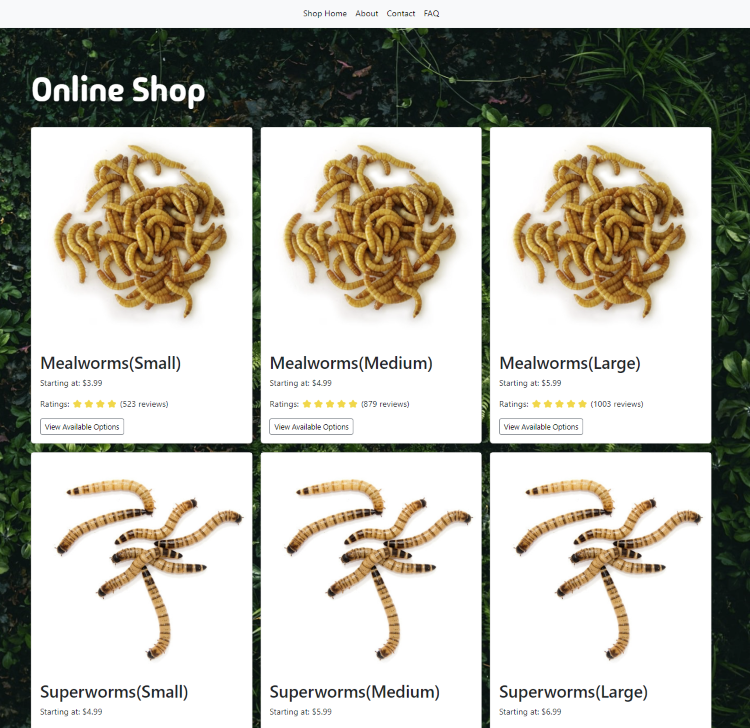 Shop Home About Contact FAQ
Online Shop
Mealworms(Small)
Starting at: $3.99
Ratings: (523 reviews)
View Available Options
Mealworms(Medium)
Starting at: $4.99
Ratings: (879 reviews)
View Available Options
Mealworms(Large)
Starting at: $5.99
Ratings: (1003 reviews)
View Available Options
Superworms(Small)
Starting at: $4.99
Superworms(Medium)
Starting at: $5.99
Superworms(Large)
Starting at: $6.99